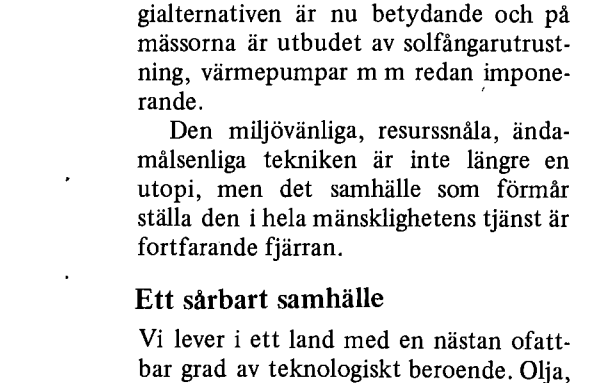 gialternativen är nu betydande och på
mässorna är utbudet av solfångarutrust-
ning, värmepumpar m m redan impone-
rande.
Den miljövänliga, resurssnåla, ända-
målsenliga tekniken är inte längre en
utopi, men det samhälle som förmår
ställa den i hela mänsklighetens tjänst är
fortfarande fjärran.
Ett sårbart samhälle
Vi lever i ett land med en nästan ofatt-
bar grad av teknologiskt beroende. Olja,